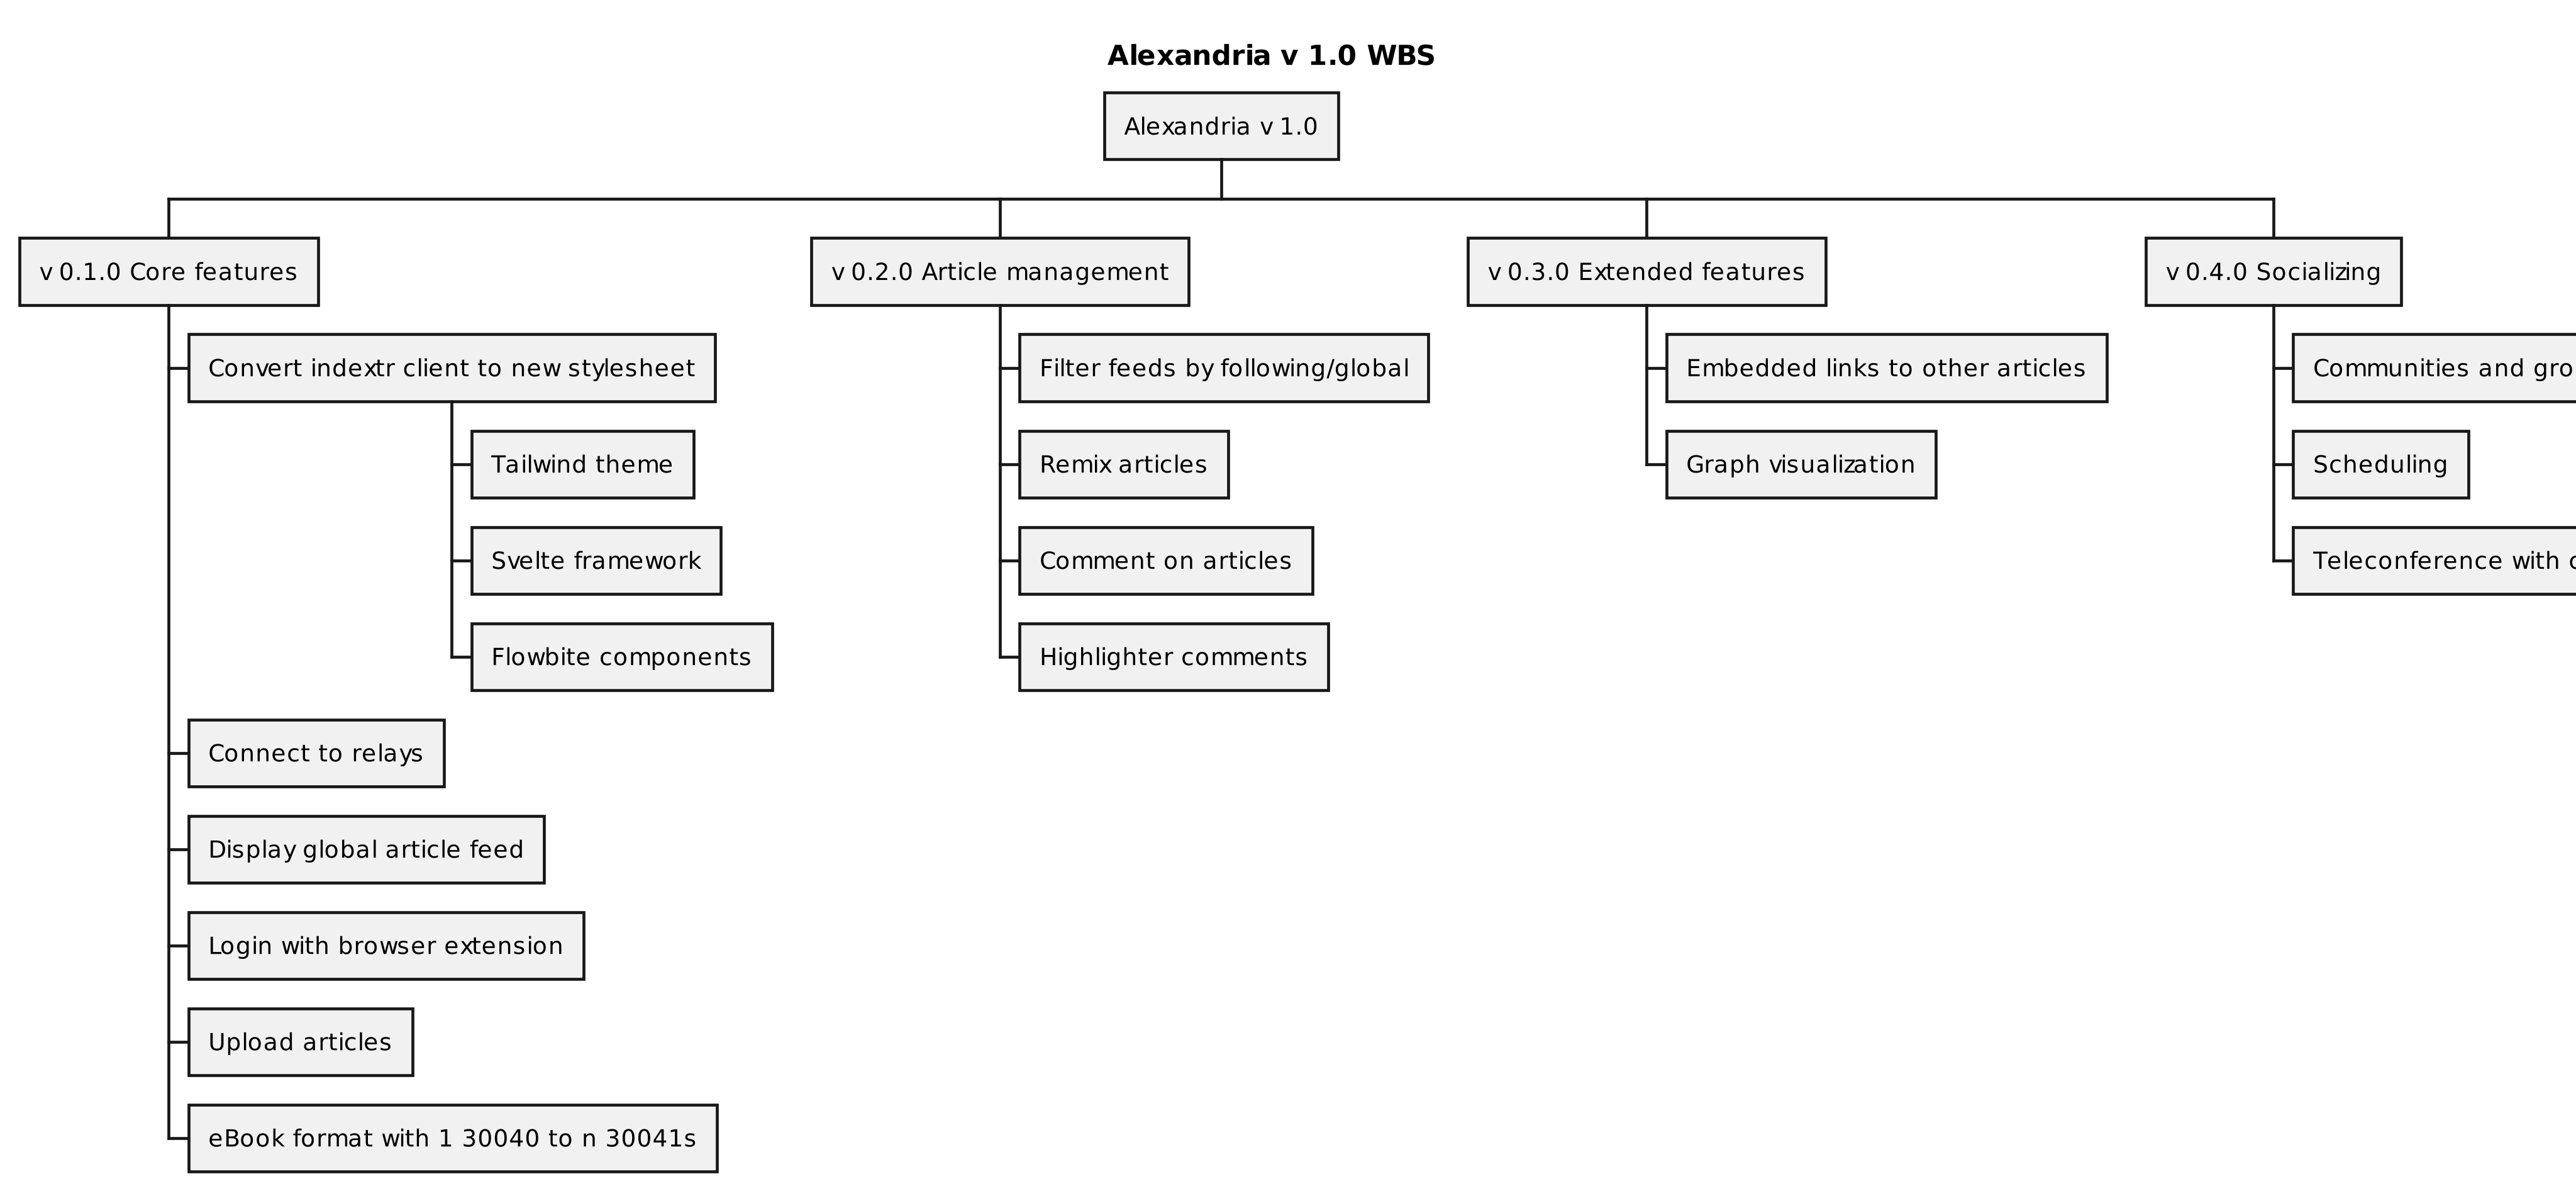 Alexandria v 1.0 WBS
Alexandria v 1.0
v 0.1.0 Core features
Convert indextr client to new stylesheet
Tailwind theme
Svelte framework
Flowbite components
Connect to relays
Display global article feed
Login with browser extension
Upload articles
eBook format with 1 30040 to n 30041s
v 0.2.0 Article management
Filter feeds by following/global
Remix articles
Comment on articles
Highlighter comments
v 0.3.0 Extended features
Embedded links to other articles
Graph visualization
v 0.4.0 Socializing
Communities and
Scheduling
Teleconference with